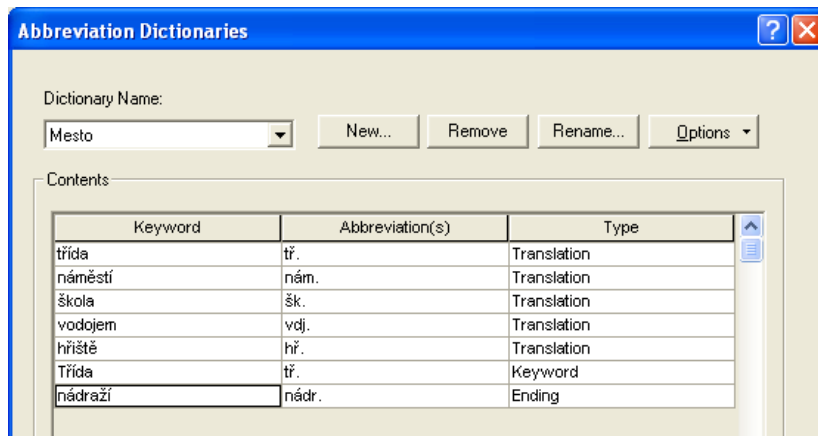 Abbreviation Dictionaries
Dictionary Name:
Mesto New... Remove Rename... Options
Contents
Keyword Abbreviation(s) Type
třída tř. Translation
náměstí nám. Translation
škola šk. Translation
vodojem vdj. Translation
hřiště hř. Translation
Třída tř. Keyword
nádraží nádr. Ending